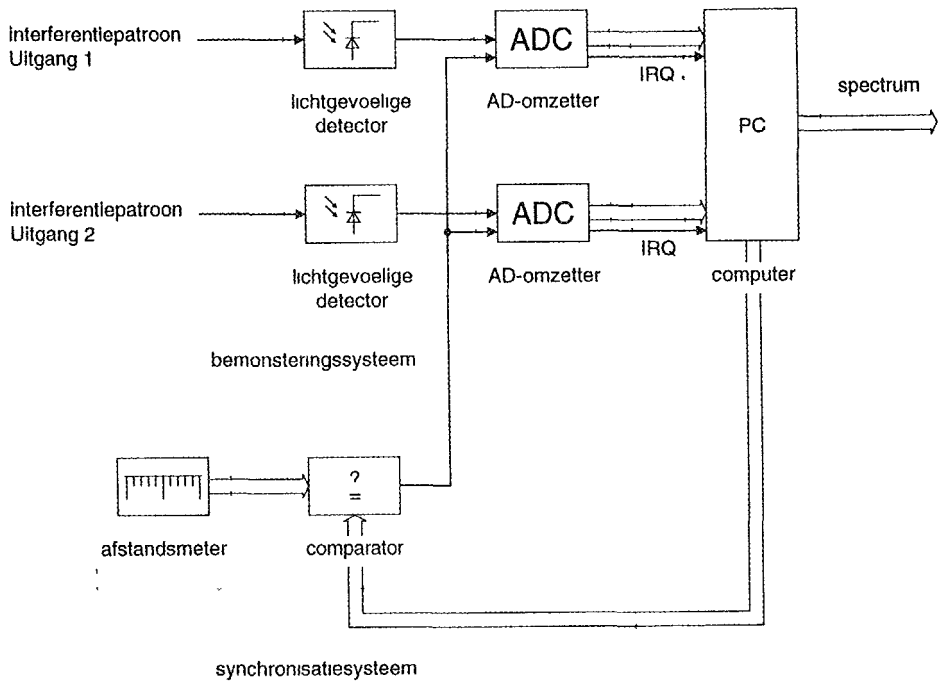 interferentiepatroon
Uitgang 1
lichtgevoelige
detector
ADC
AD-omzetter
IRQ
PC
spectrum
interferentiepatroon
Uitgang 2
lichtgevoelige
detector
ADC
AD-omzetter
IRQ
computer
bemonsteringssysteem
?
=
afstandsmeter
comparator
synchronisatiesysteem